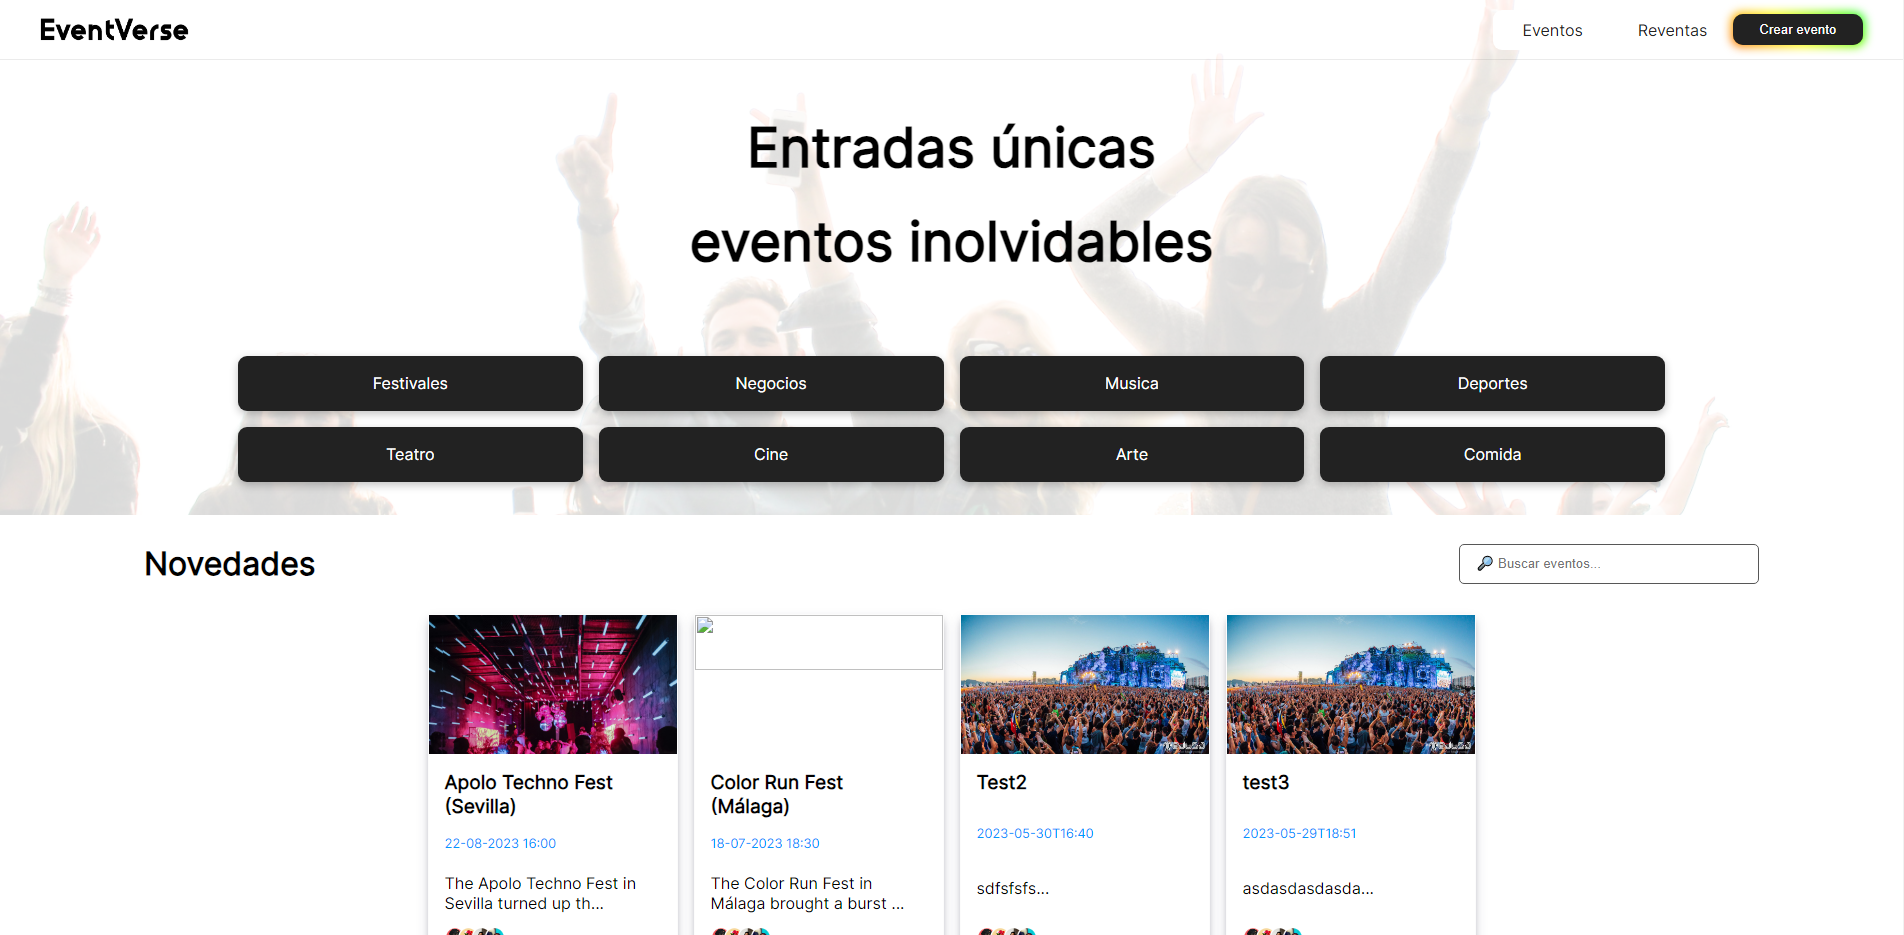 EventVerse
Eventos
Reventas
Crear evento
Entradas únicas
eventos inolvidables
Festivales
Negocios
Musica
Deportes
Teatro
Cine
Arte
Comida
Novedades
Buscar eventos...
Apolo Techno Fest
(Sevilla)
22-08-2023 16:00
The Apolo Techno Fest in
Sevilla turned up th...
Color Run Fest
(Málaga)
18-07-2023 18:30
The Color Run Fest in
Málaga brought a burst ...
Test2
2023-05-30T16:40
sdfsfsfs...
test3
2023-05-29T18:51
asdasdasdasda...